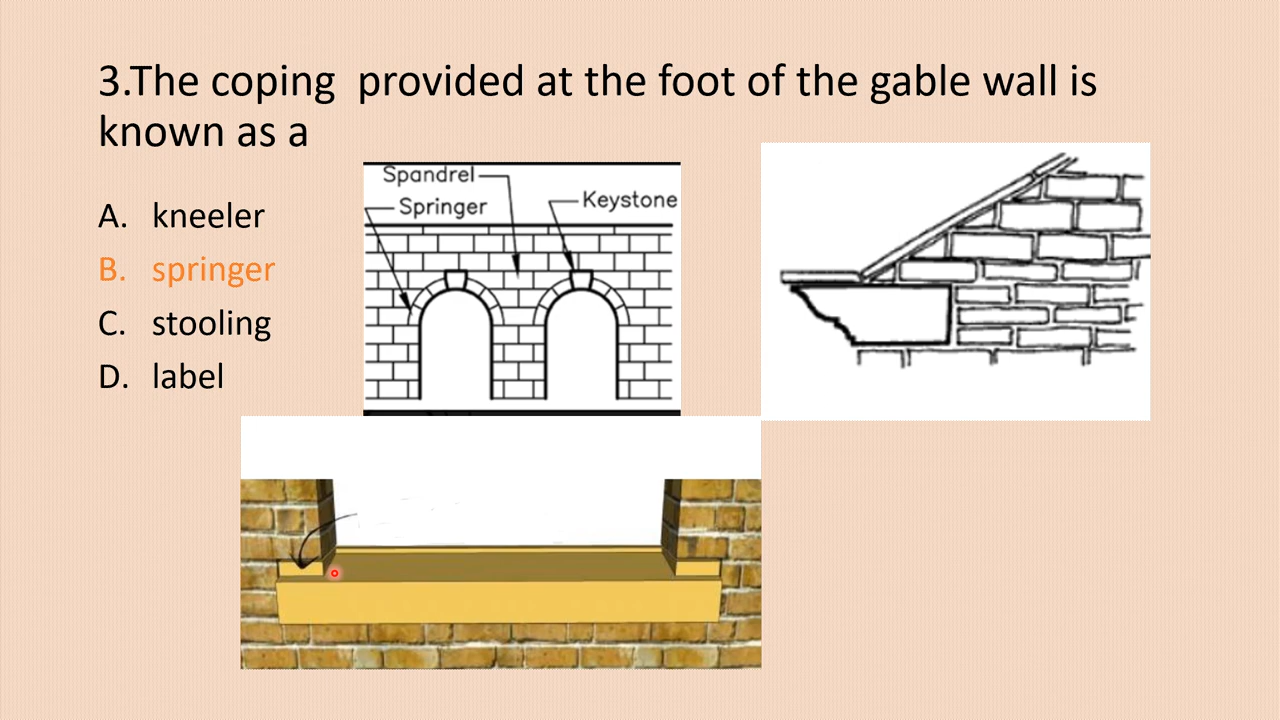 3.The coping  provided at the foot of the gable wall is
known as a
A. kneeler
B. springer
C. stooling
D. label
Spandrel
Springer
Keystone